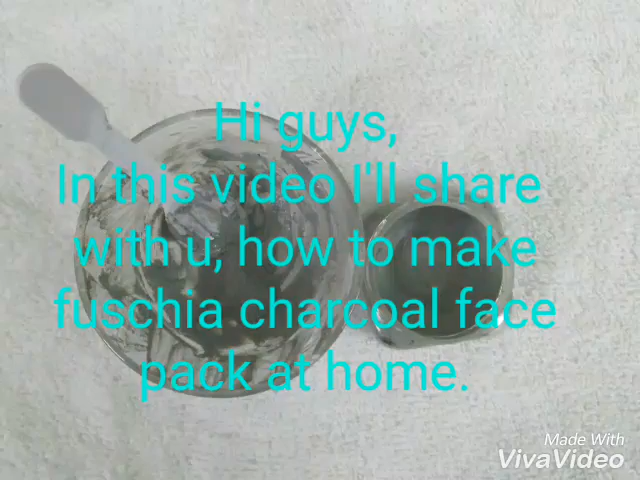 Hi guys,
In this video I'll share
with u, how to make
fuschia charcoal face
pack at home.
Made With
VivaVideo